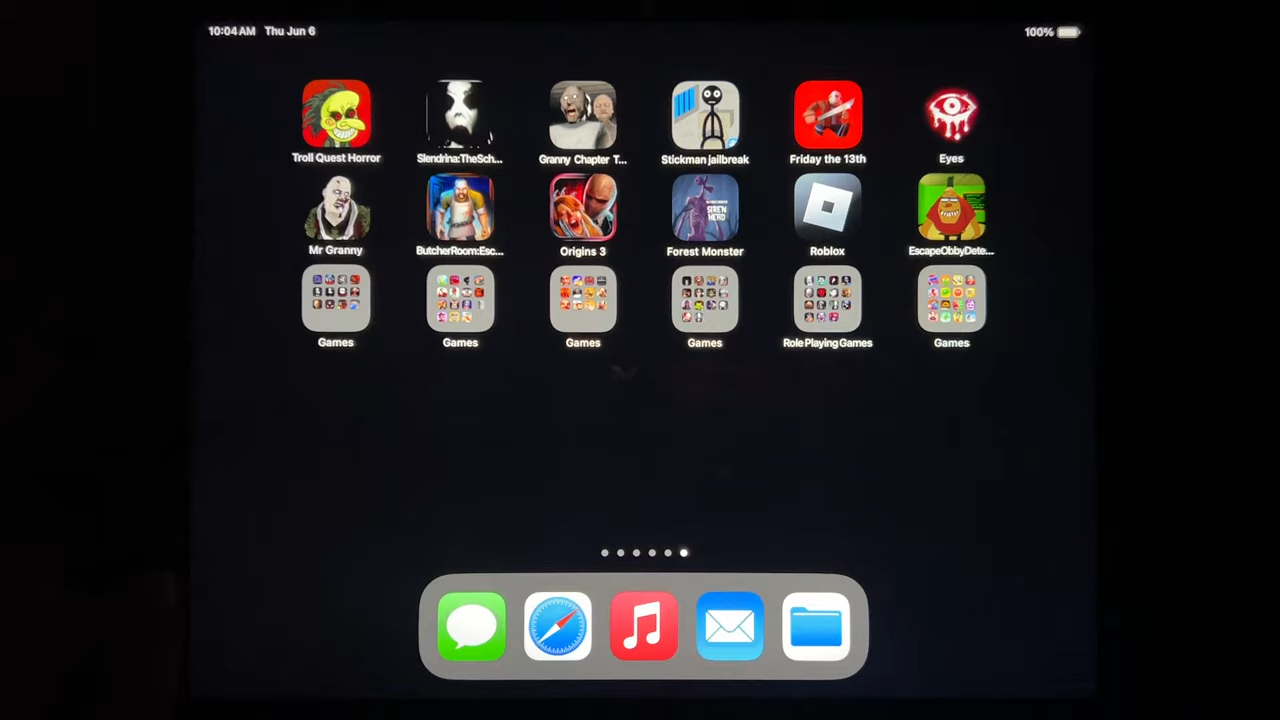 10:04 AM Thu Jun 6 100%
Troll Quest Horror Slendrina:TheSch... Granny Chapter T... Stickman jailbreak Friday the 13th Eyes
Mr Granny ButcherRoom:Esc... Origins 3 Forest Monster Roblox EscapeObbyDete...
Games Games Games Games Role Playing Games Games